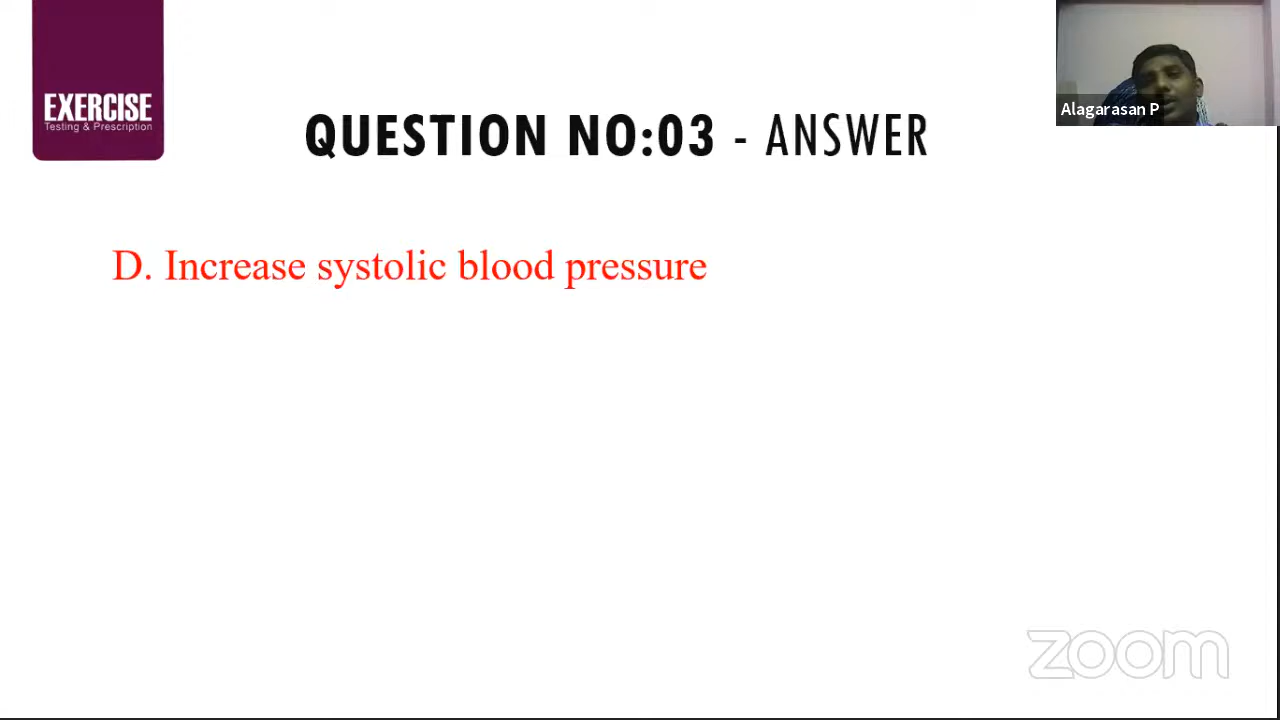 EXERCISE
Testing & Prescription
Alagarasan P
QUESTION NO:03 - ANSWER
D. Increase systolic blood pressure
zoom